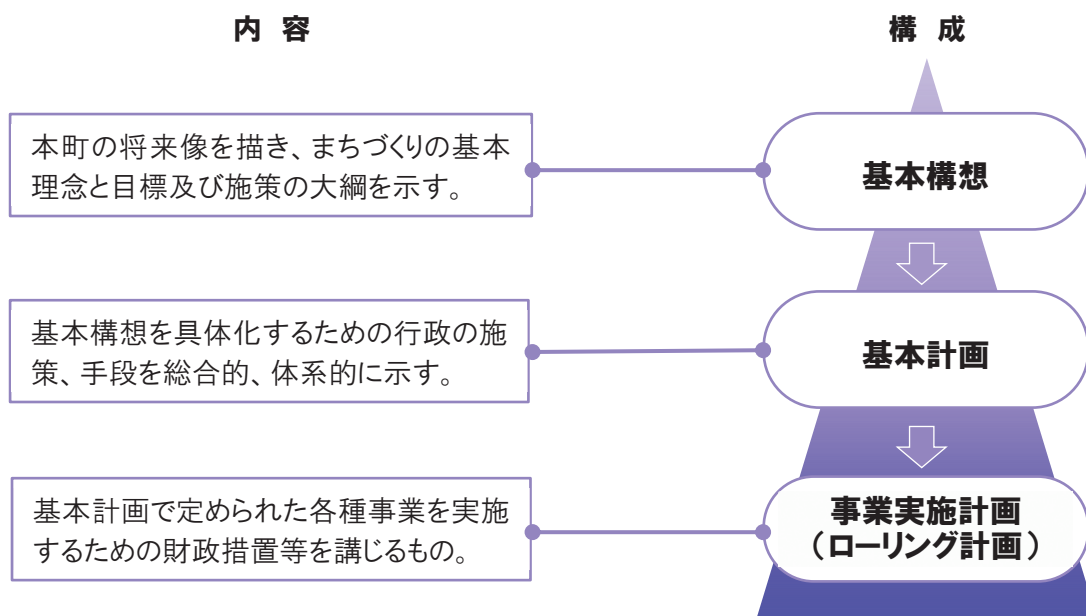 内 容
構 成
本町の将来像を描き、まちづくりの基本
理念と目標及び施策の大綱を示す。
基本構想
基本構想を具体化するための行政の施
策、手段を総合的、体系的に示す。
基本計画
基本計画で定められた各種事業を実施
するための財政措置等を講じるもの。
事業実施計画
（ローリング計画）